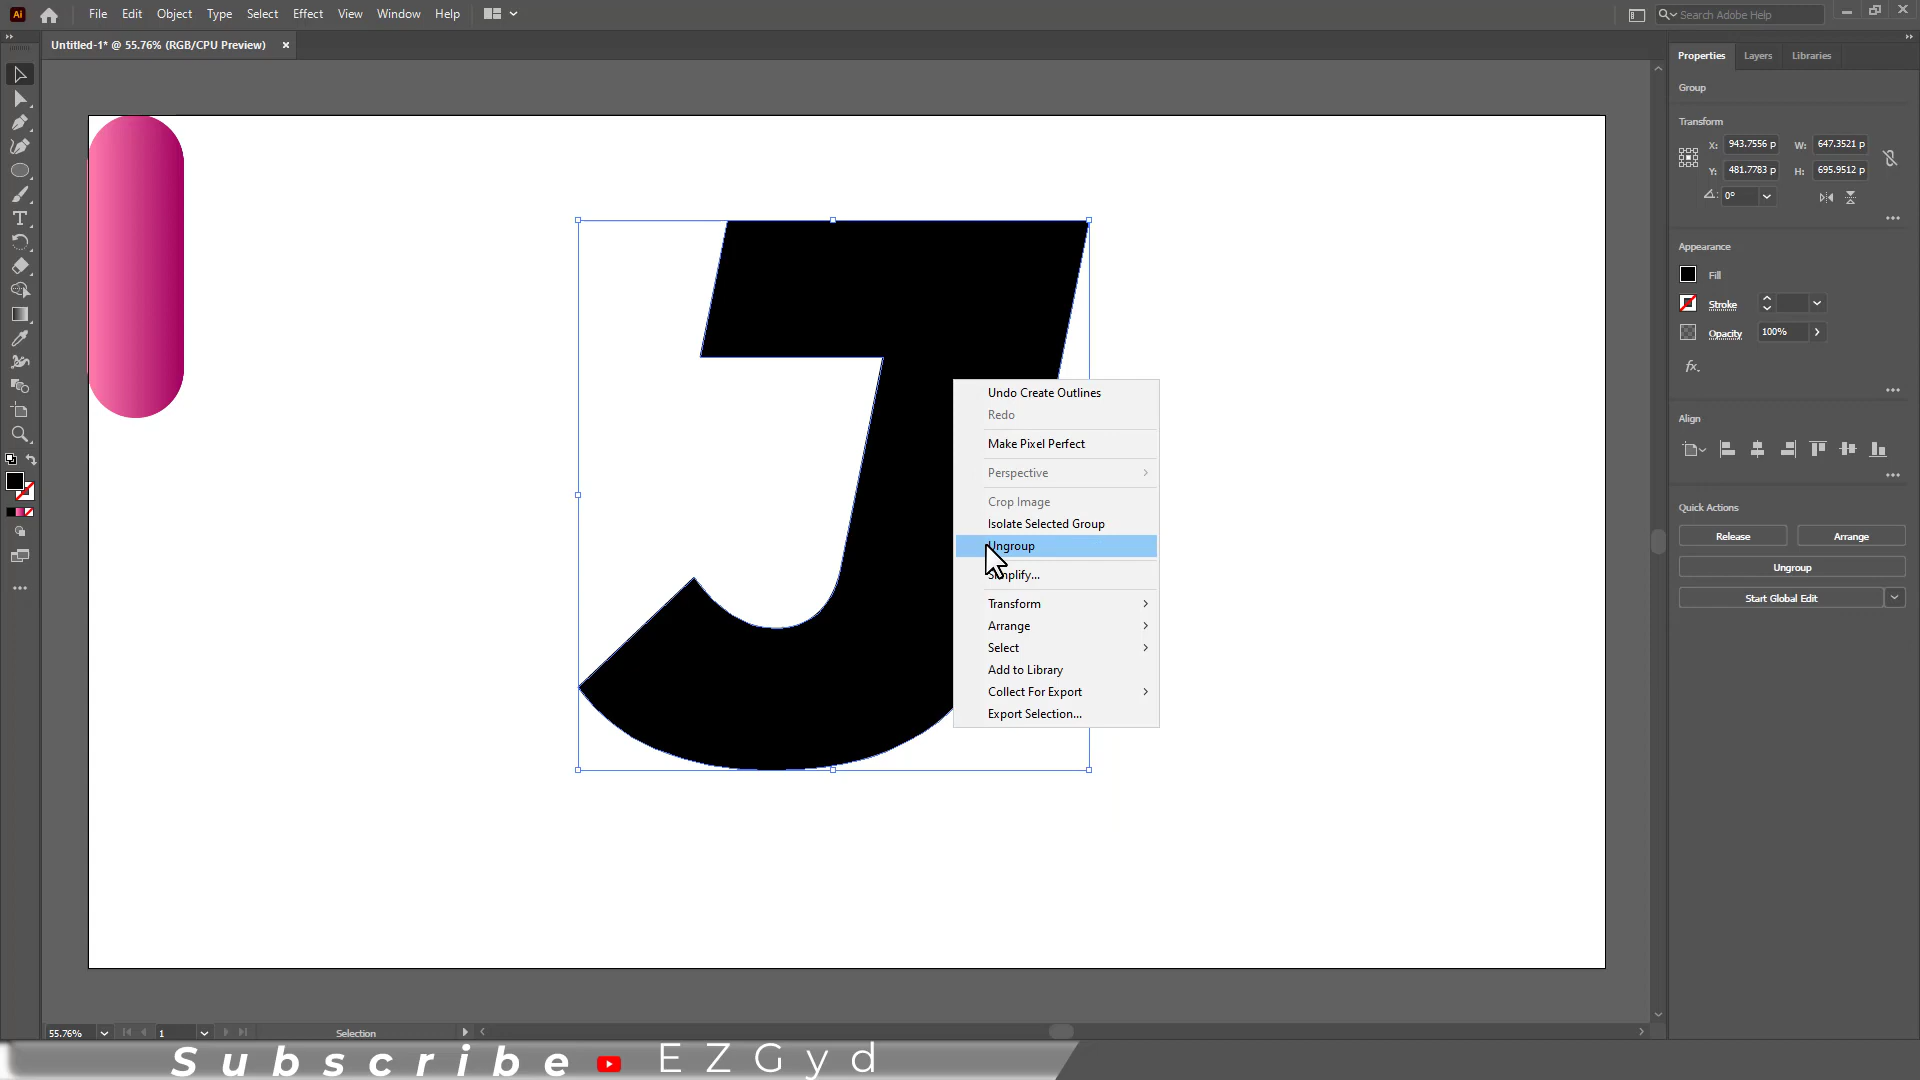 Ai File Edit Object Type Select Effect View Window Help Search Adobe Help
Untitled-1* @ 55.76% (RGB/CPU Preview) ×
Properties Layers Libraries
Group
Transform
X: 943.7556 p W: 647.3521 p
Y: 481.7783 p H: 695.9512 p
0°
Appearance
Fill
Stroke
Opacity 100%
fx.
Align
Quick Actions
Release Arrange
Ungroup
Start Global Edit
J
Undo Create Outlines
Redo
Make Pixel Perfect
Perspective
Crop Image
Isolate Selected Group
Ungroup
Simplify...
Transform
Arrange
Select
Add to Library
Collect For Export
Export Selection...
55.76% 1 Selection
Subscribe EZGyd